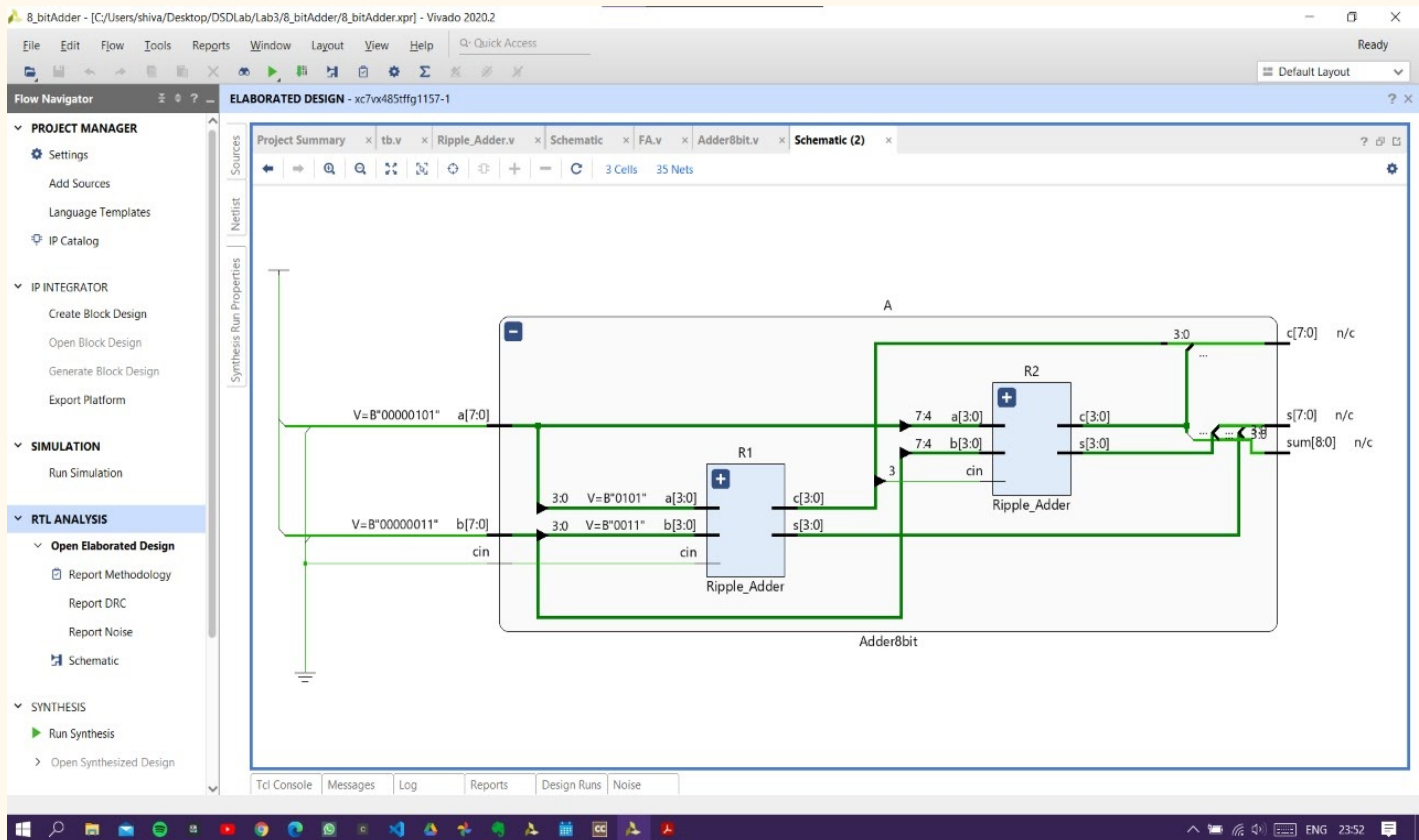 8_bitAdder - [C:/Users/shiva/Desktop/DSDLab/Lab3/8_bitAdder/8_bitAdder.xpr] - Vivado 2020.2
File Edit Flow Tools Reports Window Layout View Help Q- Quick Access Ready
Default Layout
Flow Navigator
PROJECT MANAGER
Settings
Add Sources
Language Templates
IP Catalog
IP INTEGRATOR
Create Block Design
Open Block Design
Generate Block Design
Export Platform
SIMULATION
Run Simulation
RTL ANALYSIS
Open Elaborated Design
Report Methodology
Report DRC
Report Noise
Schematic
SYNTHESIS
Run Synthesis
Open Synthesized Design
ELABORATED DESIGN - xc7vx485tffg1157-1
Sources
Netlist
Synthesis Run Properties
Project Summary tb.v Ripple_Adder.v Schematic FA.v Adder8bit.v Schematic (2)
3 Cells 35 Nets
A
3:0 c[7:0] n/c
...
R2
V=B"00000101" a[7:0] 7:4 a[3:0] c[3:0] s[7:0] n/c
... ...
7:4 b[3:0] s[3:0] sum[8:0] n/c
R1
3 cin
3:0 V=B"0101" a[3:0] c[3:0]
Ripple_Adder
V=B"00000011" b[7:0] 3:0 V=B"0011" b[3:0] s[3:0]
cin cin
Ripple_Adder
Adder8bit
Tcl Console Messages Log Reports Design Runs Noise
ENG 23:52